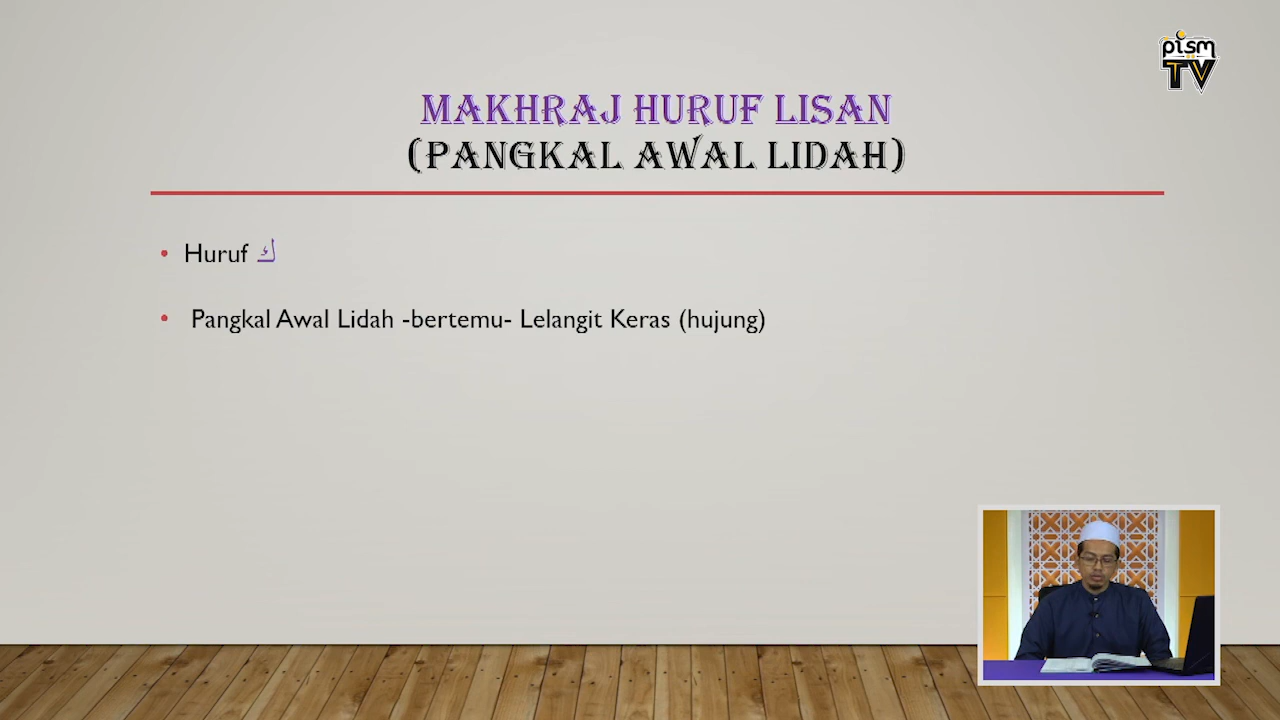 pism
TV
MAKHRAJ HURUF LISAN
(PANGKAL AWAL LIDAH)
• Huruf ك
• Pangkal Awal Lidah -bertemu- Lelangit Keras (hujung)